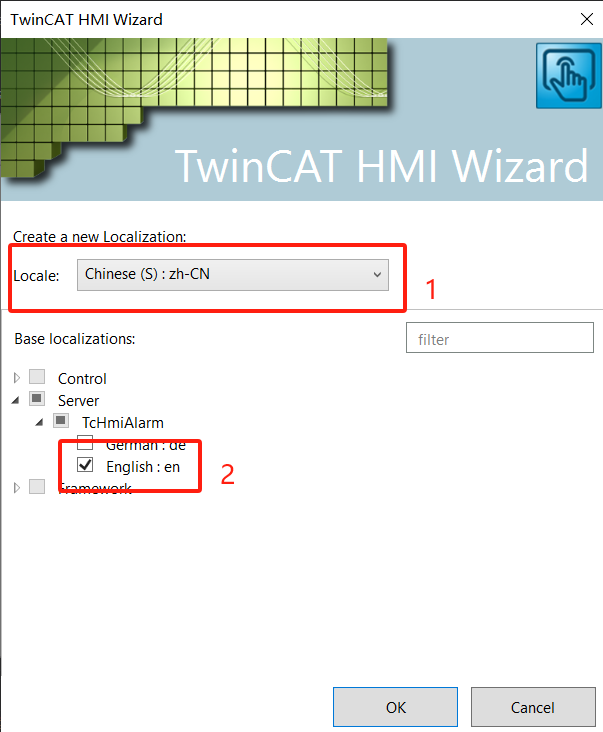 TwinCAT HMI Wizard
TwinCAT HMI Wizard
Create a new Localization:
Locale: Chinese (S) : zh-CN
1
Base localizations: filter
Control
Server
TcHmiAlarm
German : de
English : en
2
Framework
OK Cancel